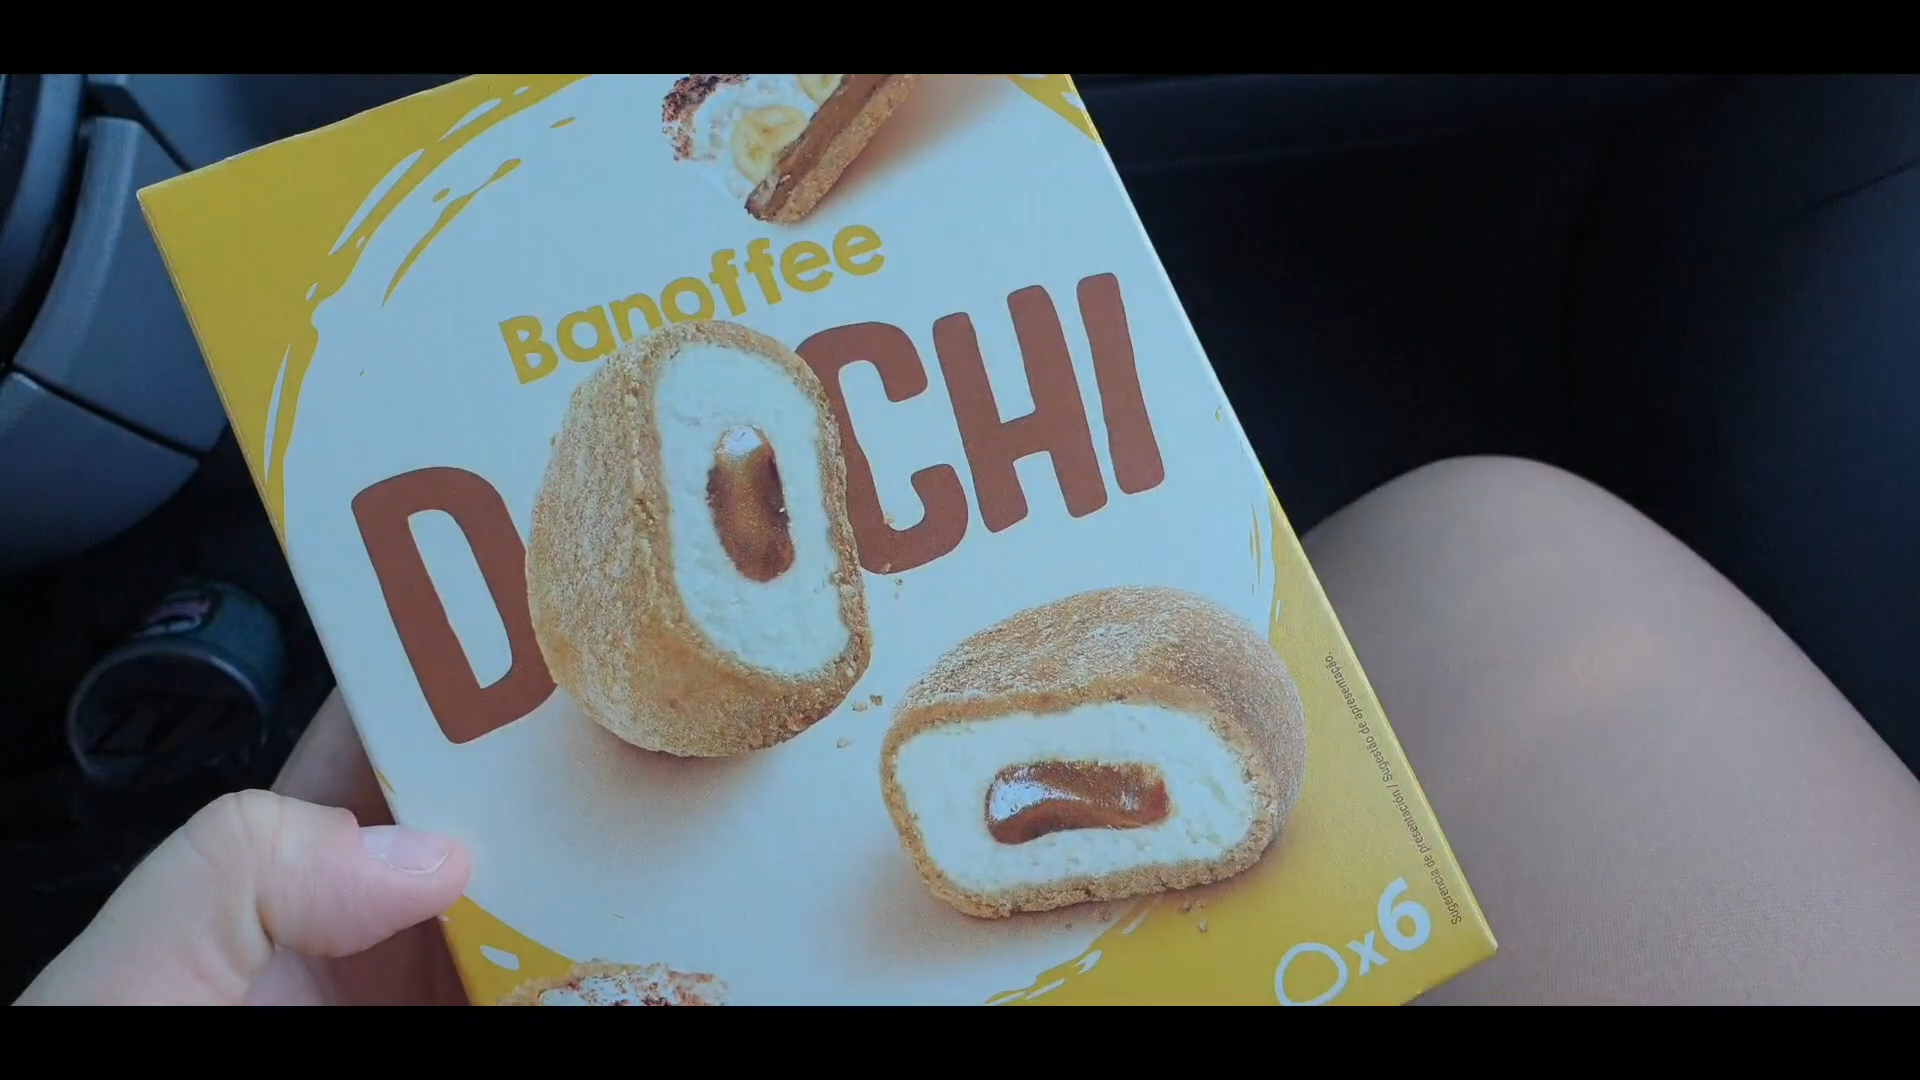 Banoffee
DOCHI
Sugerencia de presentación / Sugestão de apresentação.
x6